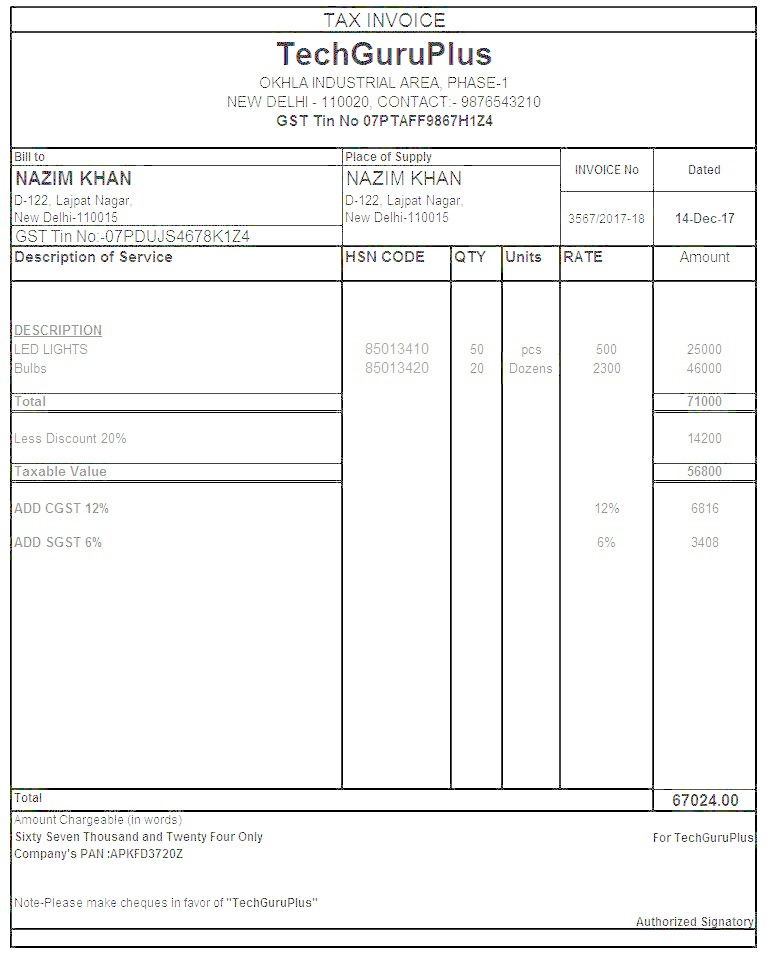 TAX INVOICE
TechGuruPlus
OKHLA INDUSTRIAL AREA, PHASE-1
NEW DELHI - 110020, CONTACT:- 9876543210
GST Tin No 07PTAFF9867H1Z4
Bill to
NAZIM KHAN
D-122, Lajpat Nagar,
New Delhi-110015
GST Tin No:-07PDUJS4678K1Z4
Place of Supply
NAZIM KHAN
D-122, Lajpat Nagar,
New Delhi-110015
INVOICE No Dated
3567/2017-18 14-Dec-17
Description of Service HSN CODE QTY Units RATE Amount
DESCRIPTION
LED LIGHTS 85013410 50 pcs 500 25000
Bulbs 85013420 20 Dozens 2300 46000
Total 71000
Less Discount 20% 14200
Taxable Value 56800
ADD CGST 12% 12% 6816
ADD SGST 6% 6% 3408
Total 67024.00
Amount Chargeable (in words)
Sixty Seven Thousand and Twenty Four Only
For TechGuruPlus
Company's PAN :APKFD3720Z
Note-Please make cheques in favor of "TechGuruPlus"
Authorized Signatory